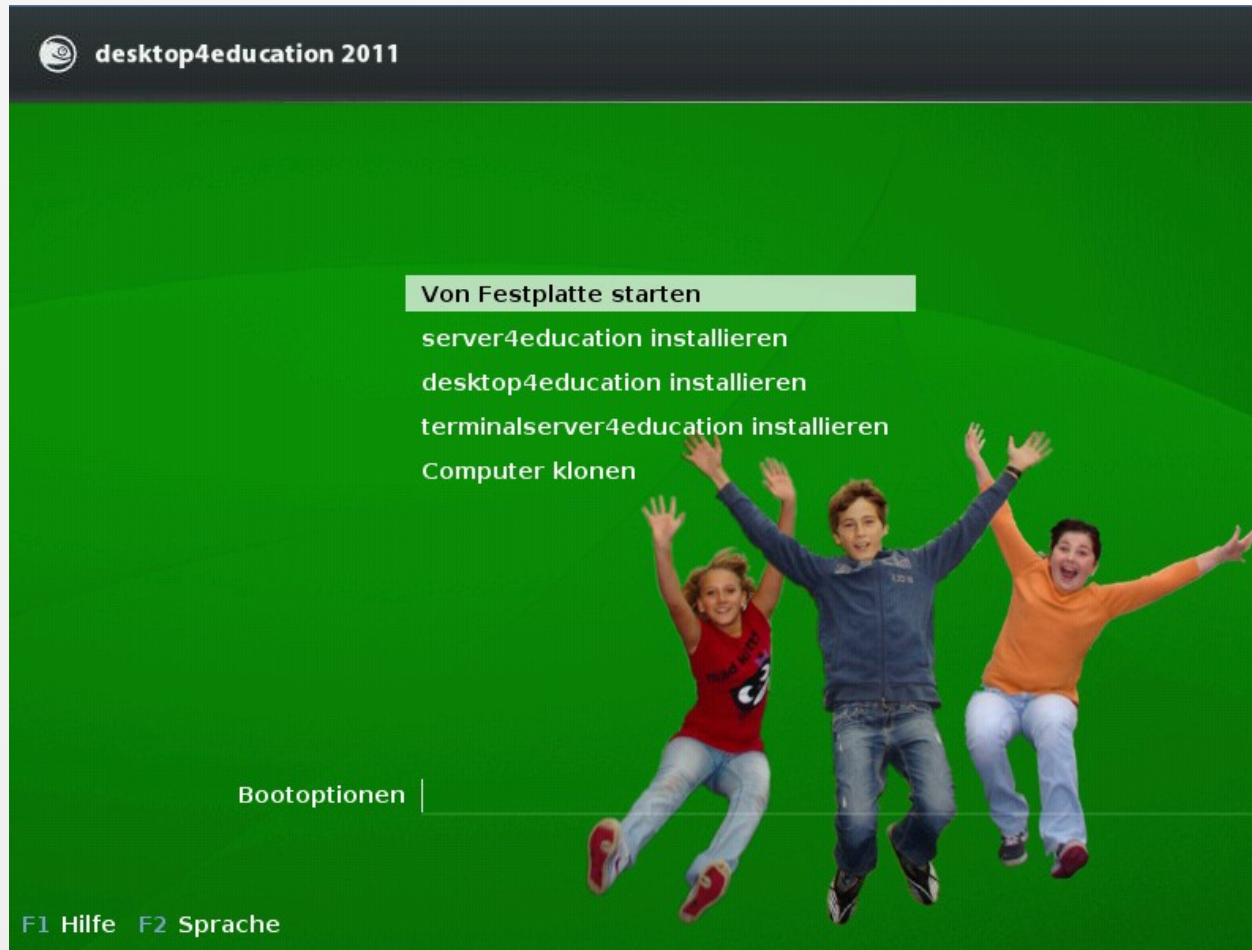 desktop4education 2011
Von Festplatte starten
server4education installieren
desktop4education installieren
terminalserver4education installieren
Computer klonen
Bootoptionen
F1 Hilfe F2 Sprache